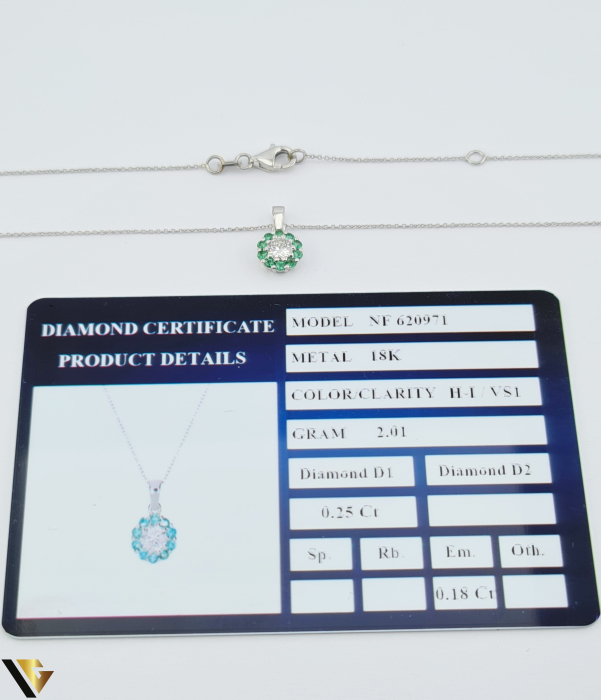 DIAMOND CERTIFICATE
PRODUCT DETAILS
MODEL NF 620971
METAL 18K
COLOR/CLARITY H-I / VS1
GRAM 2.01
Diamond D1 Diamond D2
0.25 Ct
Sp. Rb. Em. Oth.
0.18 Ct